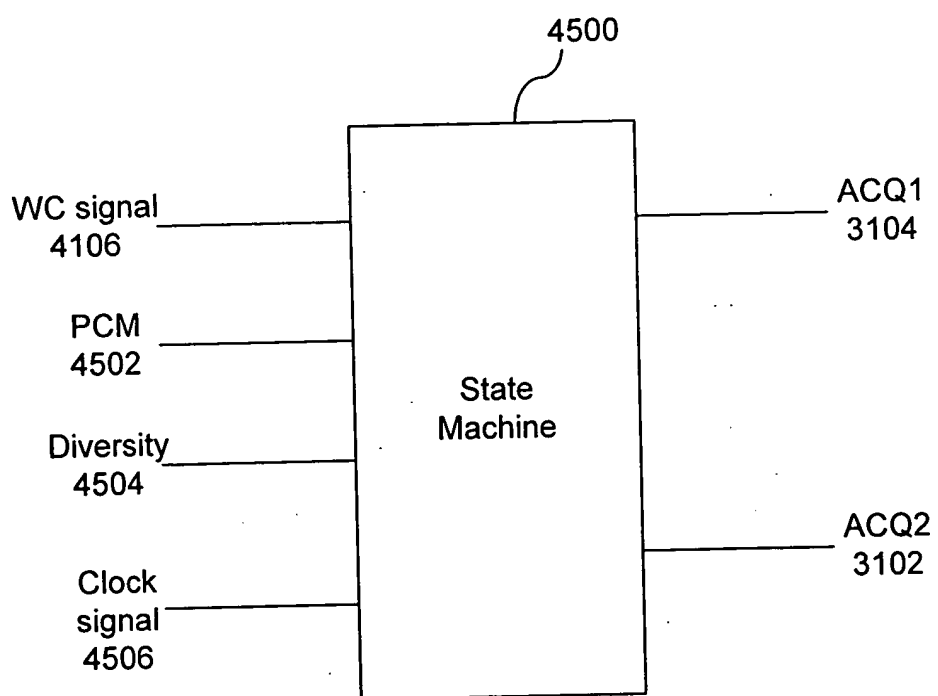 4500
WC signal
4106
PCM
4502
Diversity
4504
Clock
signal
4506
State
Machine
ACQ1
3104
ACQ2
3102